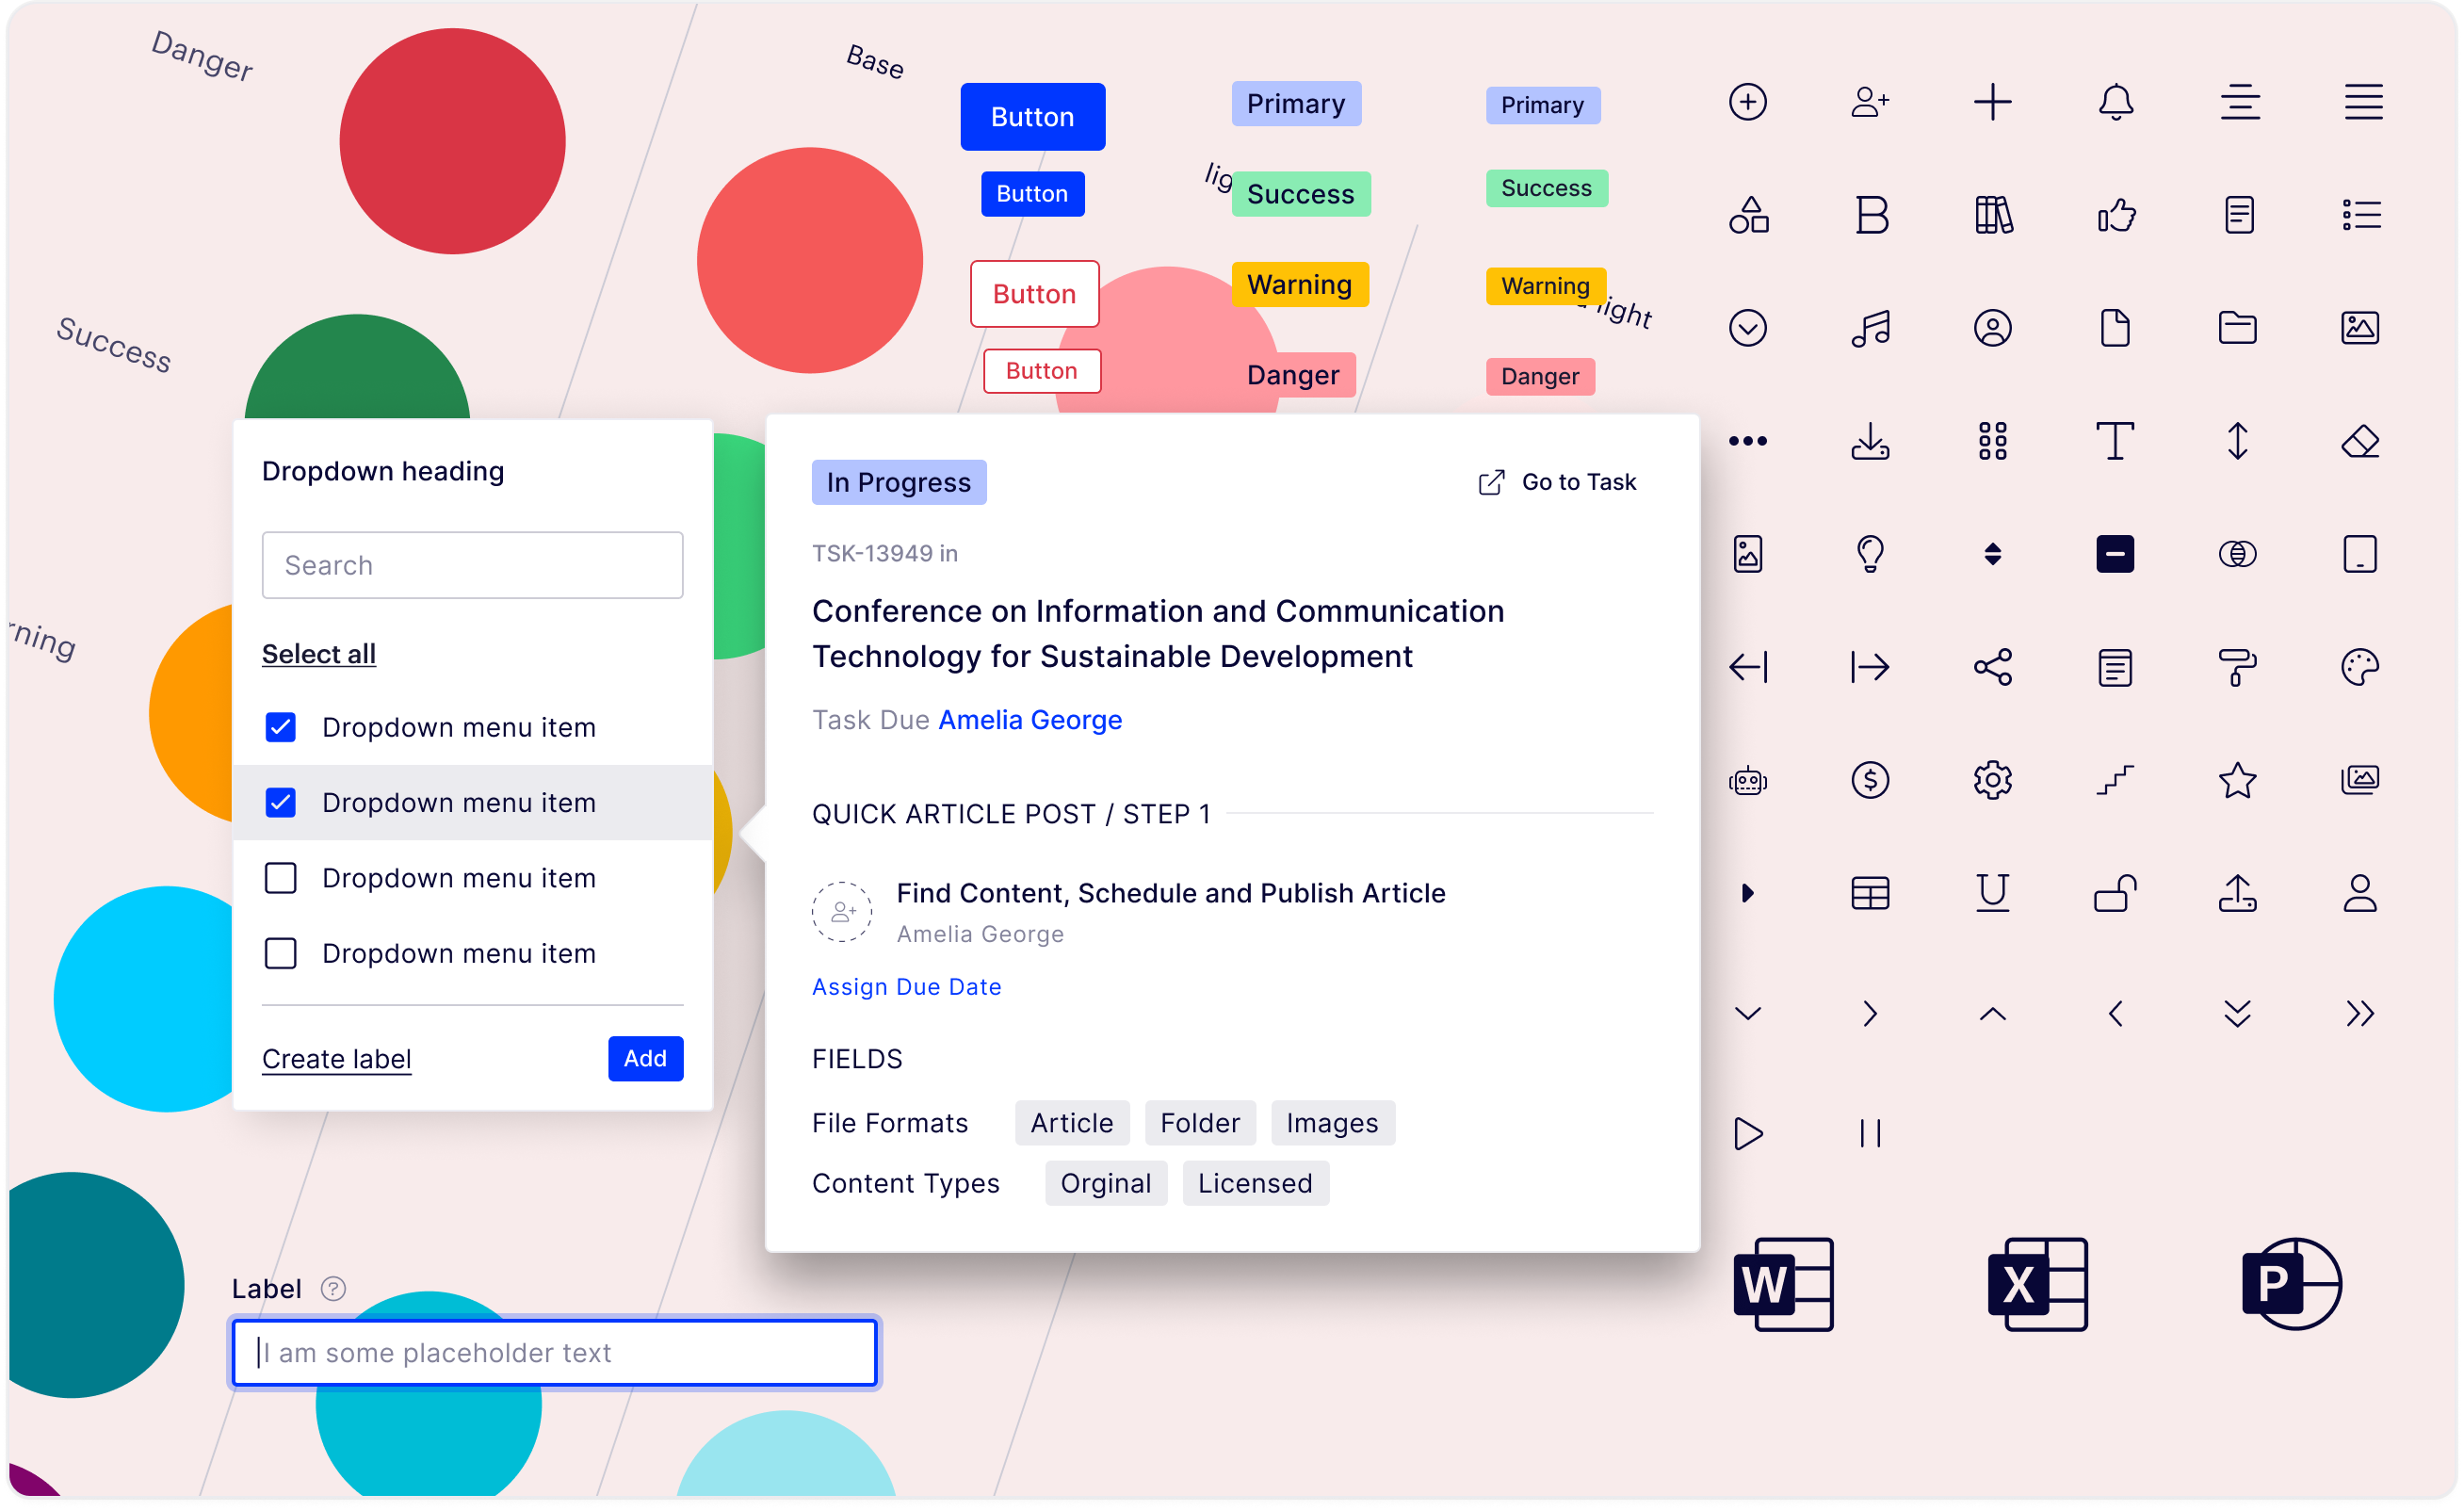 Danger
Base
Button
Primary
Primary
Button
Success
Success
Button
Warning
Warning
light
Button
Danger
Danger
Success
Dropdown heading
Search
Select all
Dropdown menu item
Dropdown menu item
Dropdown menu item
Dropdown menu item
Create label
Add
In Progress
Go to Task
TSK-13949 in
Conference on Information and Communication
Technology for Sustainable Development
Task Due Amelia George
QUICK ARTICLE POST / STEP 1
Find Content, Schedule and Publish Article
Amelia George
Assign Due Date
FIELDS
File Formats Article Folder Images
Content Types Orginal Licensed
Label ?
I am some placeholder text
B
T
U
$
W
X
P